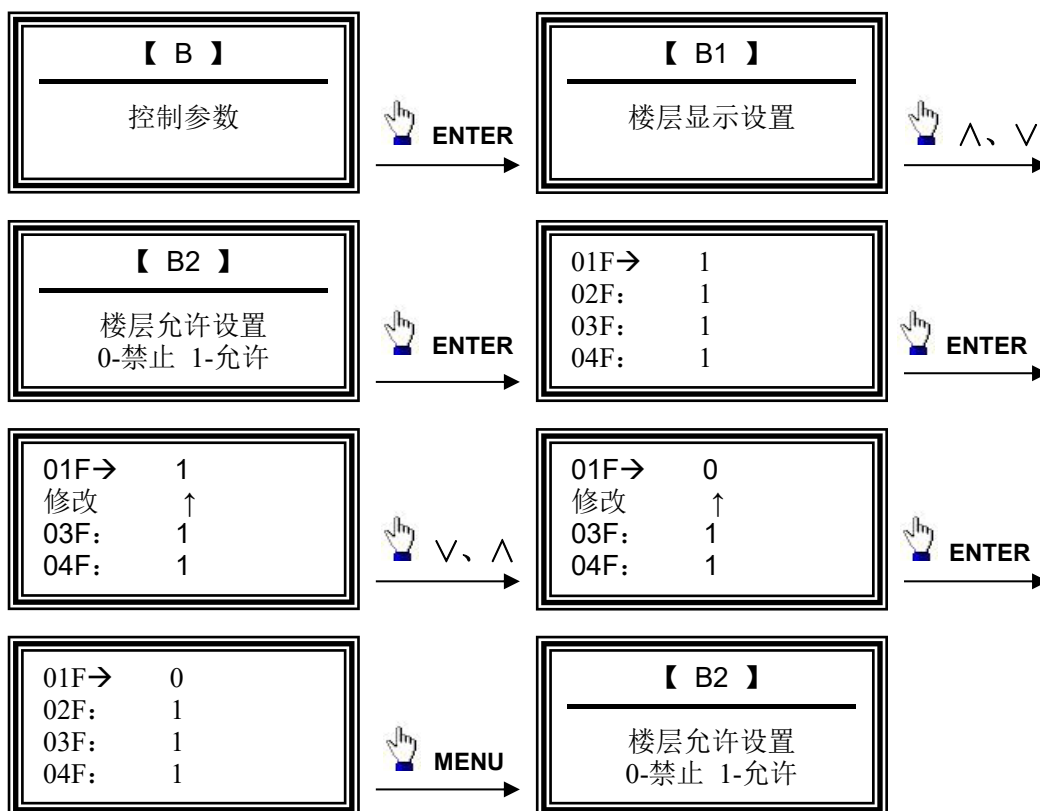 【 B 】
控制参数
ENTER
【 B1 】
楼层显示设置
∧、∨
【 B2 】
楼层允许设置
0-禁止 1-允许
ENTER
01F→ 1
02F： 1
03F： 1
04F： 1
ENTER
01F→ 1
修改 ↑
03F： 1
04F： 1
∨、∧
01F→ 0
修改 ↑
03F： 1
04F： 1
ENTER
01F→ 0
02F： 1
03F： 1
04F： 1
MENU
【 B2 】
楼层允许设置
0-禁止 1-允许